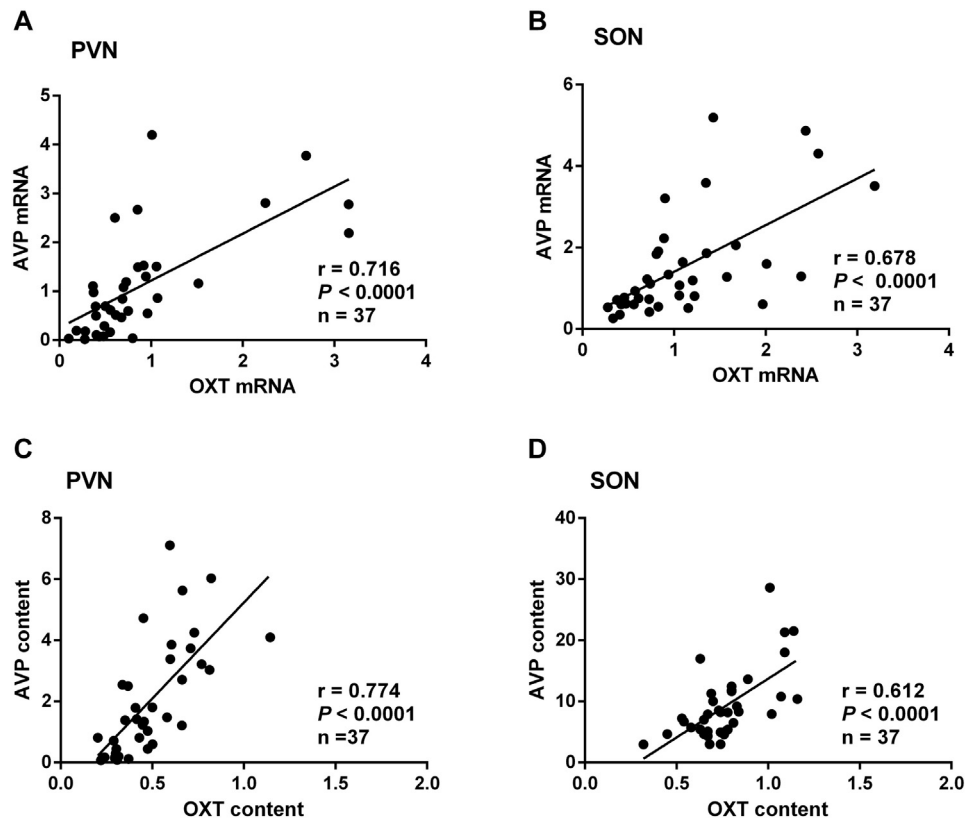 A
PVN
AVP mRNA
5
4
3
2
1
0
0
1
2
3
4
OXT mRNA
r = 0.716
P < 0.0001
n = 37
B
SON
AVP mRNA
6
4
2
0
0
1
2
3
4
OXT mRNA
r = 0.678
P < 0.0001
n = 37
C
PVN
AVP content
8
6
4
2
0
0.0
0.5
1.0
1.5
2.0
OXT content
r = 0.774
P < 0.0001
n =37
D
SON
AVP content
40
30
20
10
0
0.0
0.5
1.0
1.5
2.0
OXT content
r = 0.612
P < 0.0001
n = 37